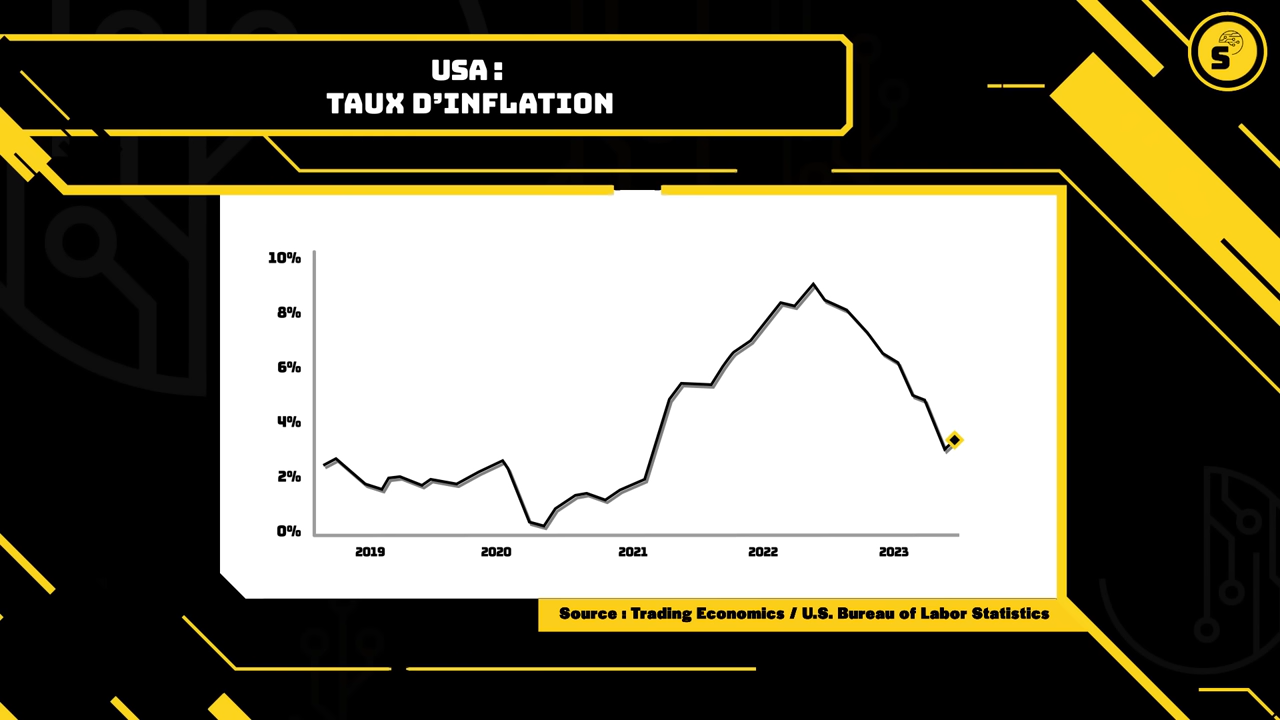 S
USA :
TAUX D'INFLATION
10%
8%
6%
4%
2%
0%
2019 2020 2021 2022 2023
Source : Trading Economics / U.S. Bureau of Labor Statistics